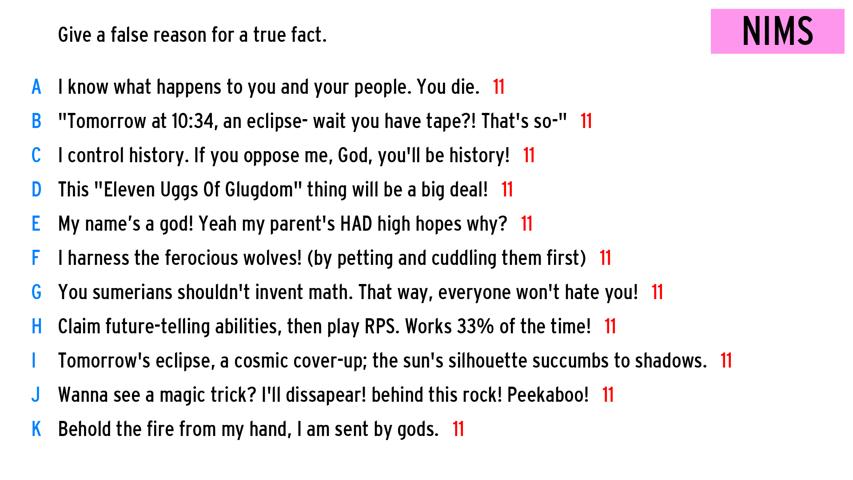 Give a false reason for a true fact.
NIMS
A I know what happens to you and your people. You die. 11
B "Tomorrow at 10:34, an eclipse- wait you have tape?! That's so-" 11
C I control history. If you oppose me, God, you'll be history! 11
D This "Eleven Uggs Of Glugdom" thing will be a big deal! 11
E My name's a god! Yeah my parent's HAD high hopes why? 11
F I harness the ferocious wolves! (by petting and cuddling them first) 11
G You sumerians shouldn't invent math. That way, everyone won't hate you! 11
H Claim future-telling abilities, then play RPS. Works 33% of the time! 11
I Tomorrow's eclipse, a cosmic cover-up; the sun's silhouette succumbs to shadows. 11
J Wanna see a magic trick? I'll dissapear! behind this rock! Peekaboo! 11
K Behold the fire from my hand, I am sent by gods. 11